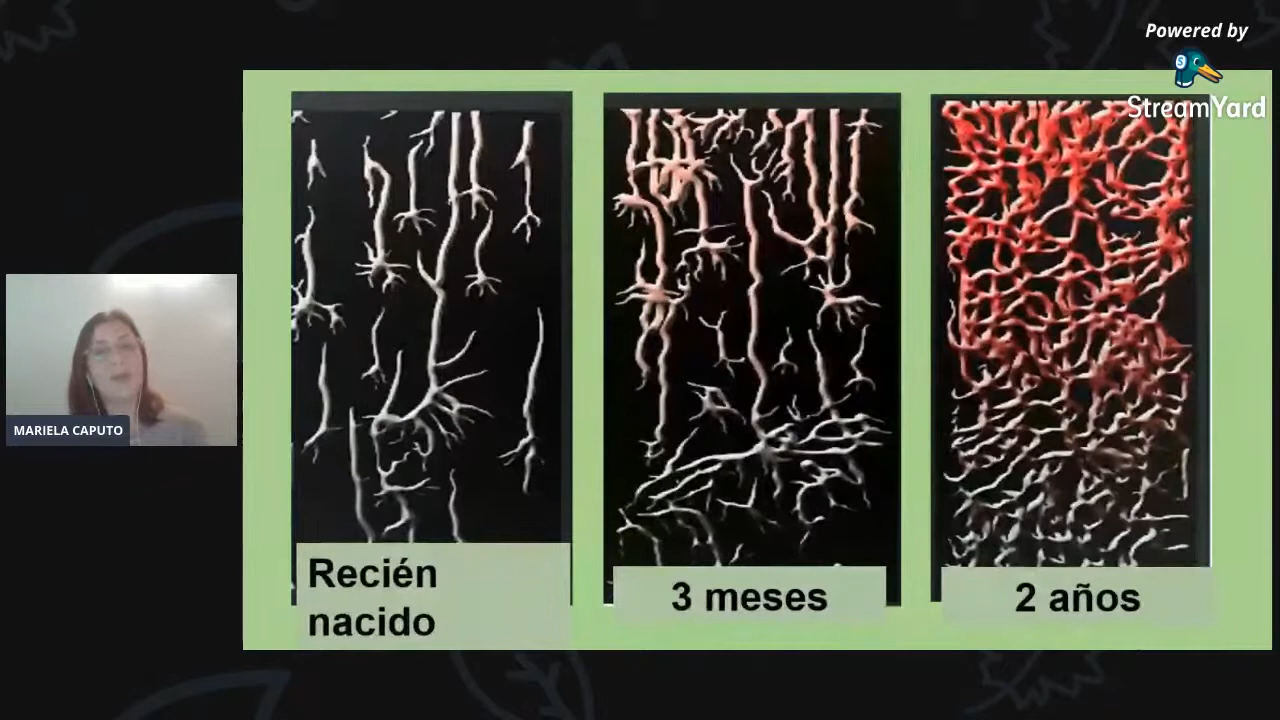 Powered by
StreamYard
MARIELA CAPUTO
Recién
nacido
3 meses
2 años